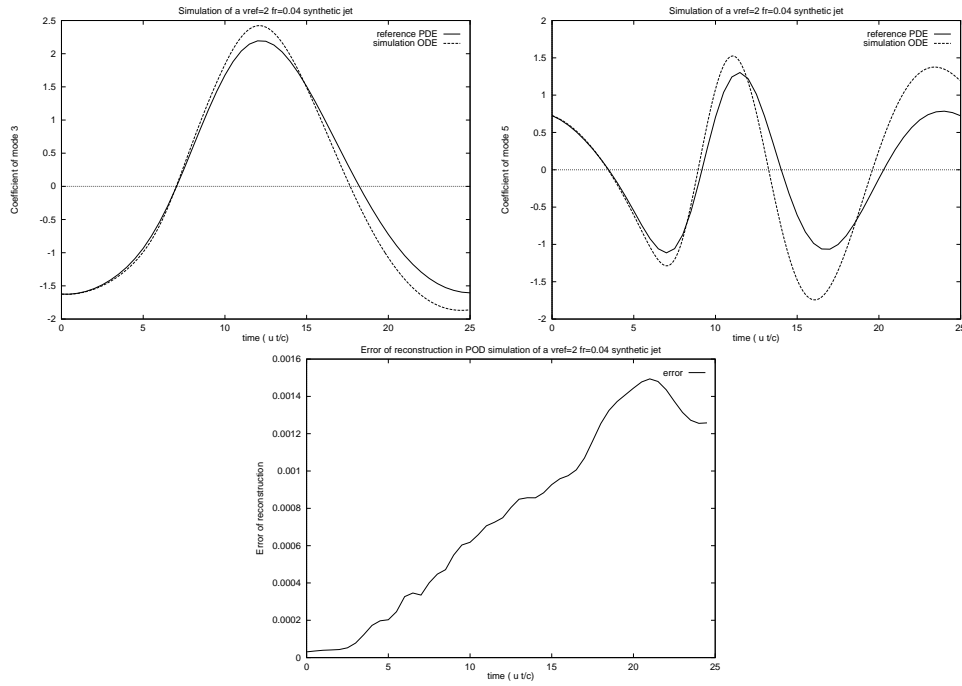 Simulation of a vref=2 fr=0.04 synthetic jet
reference PDE
simulation ODE
Coefficient of mode 3
2.5
2
1.5
1
0.5
0
-0.5
-1
-1.5
-2
0 5 10 15 20 25
time ( u t/c)
Simulation of a vref=2 fr=0.04 synthetic jet
reference PDE
simulation ODE
Coefficient of mode 5
2
1.5
1
0.5
0
-0.5
-1
-1.5
-2
0 5 10 15 20 25
time ( u t/c)
Error of reconstruction in POD simulation of a vref=2 fr=0.04 synthetic jet
error
Error of reconstruction
0.0016
0.0014
0.0012
0.001
0.0008
0.0006
0.0004
0.0002
0
0 5 10 15 20 25
time ( u t/c)